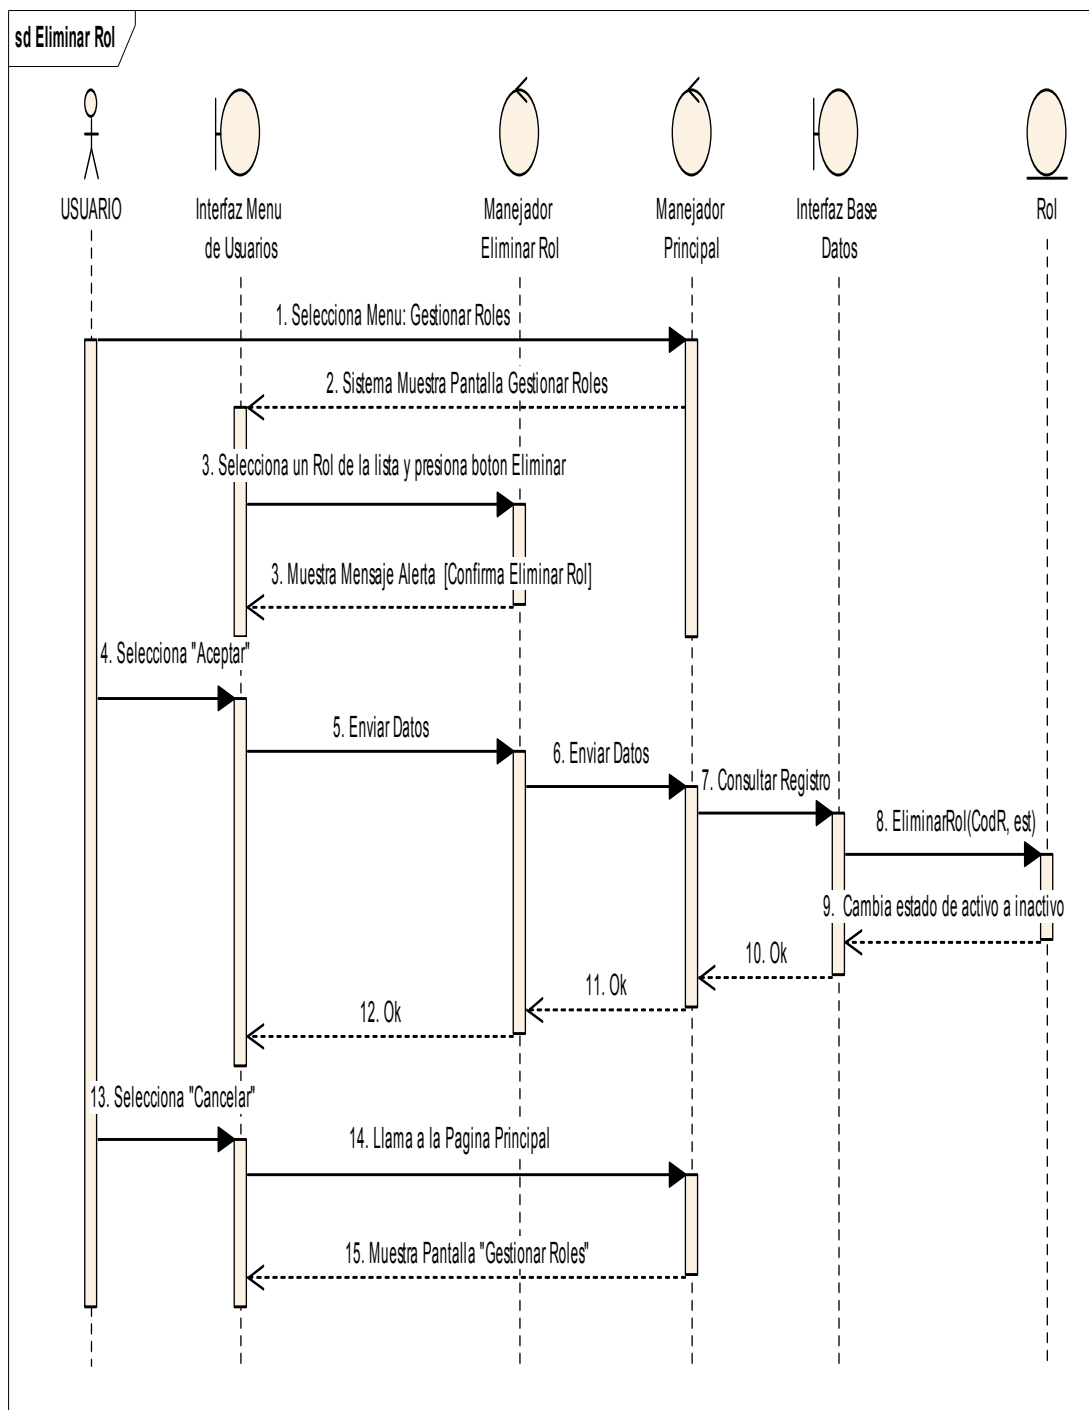 sd Eliminar Rol
USUARIO
Interfaz Menu
de Usuarios
Manejador
Eliminar Rol
Manejador
Principal
Interfaz Base
Datos
Rol
1. Selecciona Menu: Gestionar Roles
2. Sistema Muestra Pantalla Gestionar Roles
3. Selecciona un Rol de la lista y presiona boton Eliminar
3. Muestra Mensaje Alerta [Confirma Eliminar Rol]
4. Selecciona "Aceptar"
5. Enviar Datos
6. Enviar Datos
7. Consultar Registro
8. EliminarRol(CodR, est)
9. Cambia estado de activo a inactivo
10. Ok
11. Ok
12. Ok
13. Selecciona "Cancelar"
14. Llama a la Pagina Principal
15. Muestra Pantalla "Gestionar Roles"